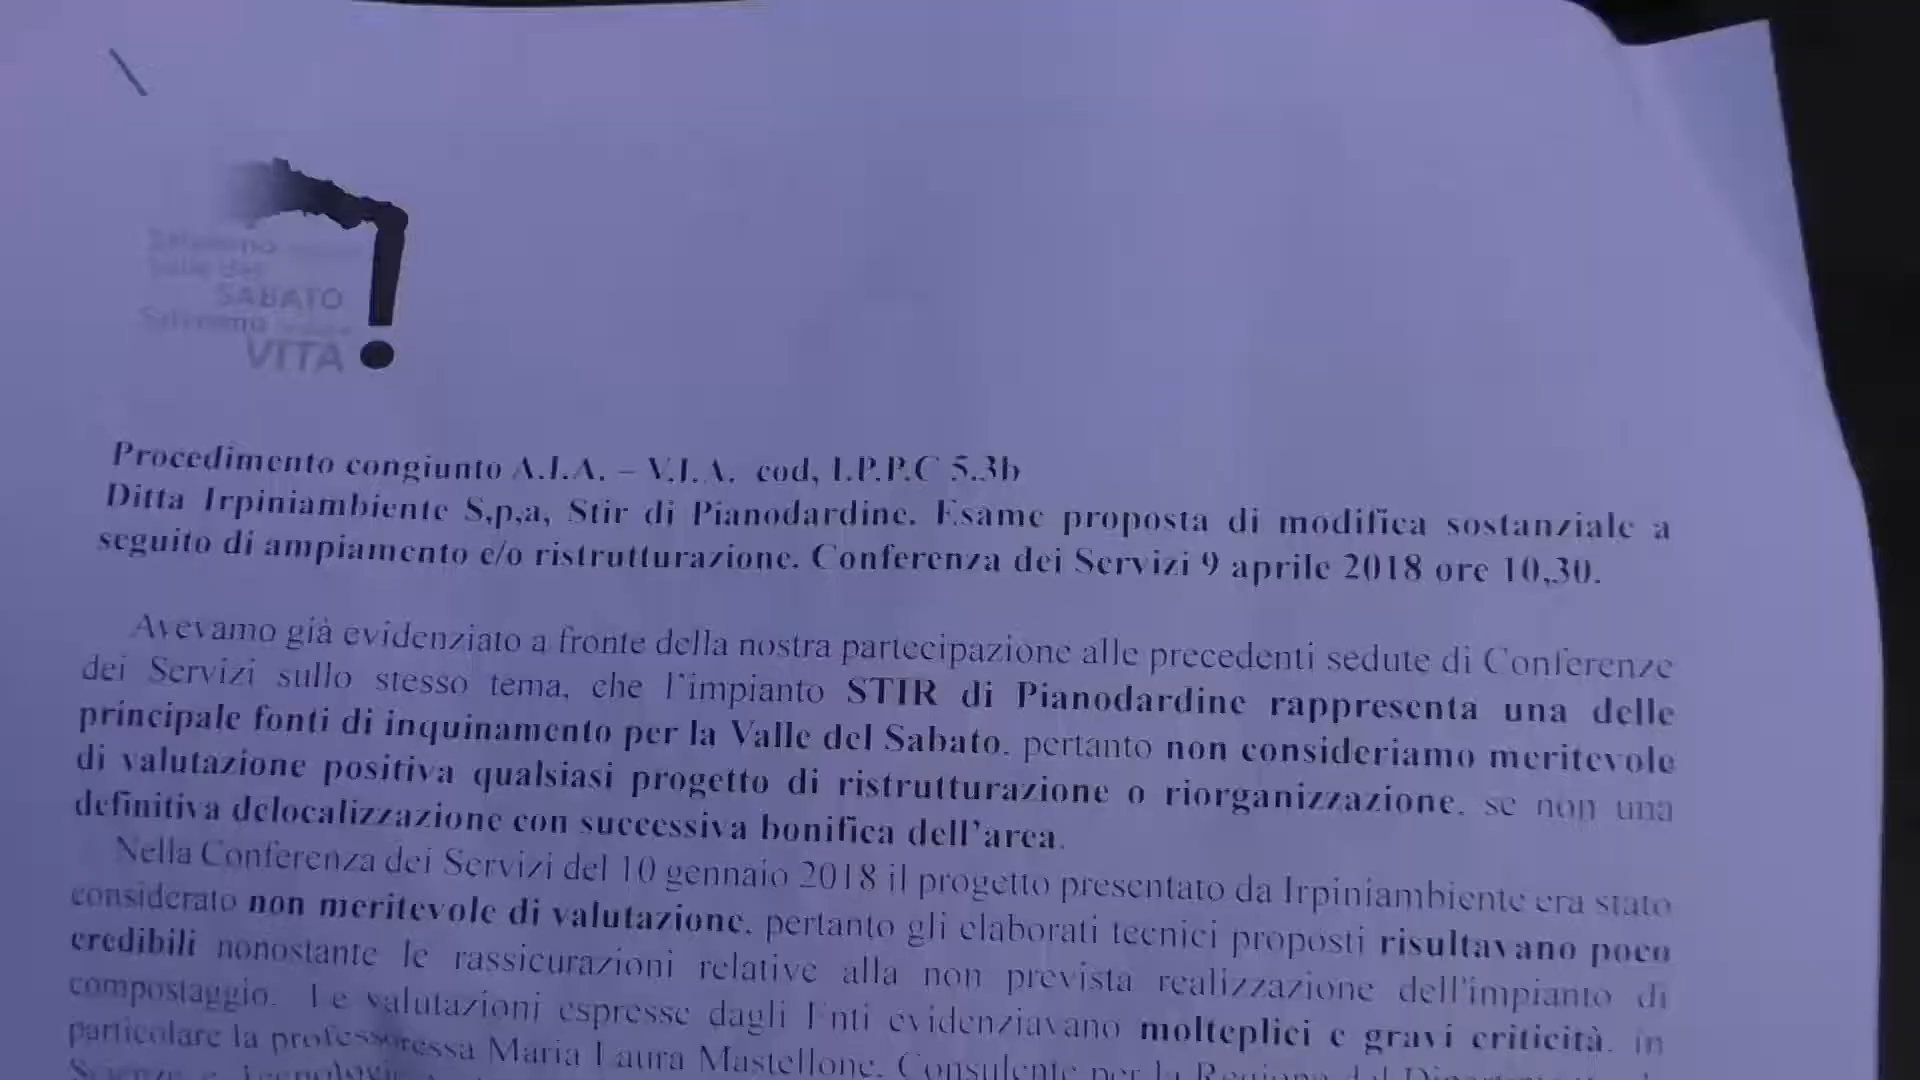 Salviamo
Valle del
SABATO
Salviamo
VITA
Procedimento congiunto A.I.A. – V.I.A. cod, I.P.P.C 5.3b
Ditta Irpiniambiente S,p,a, Stir di Pianodardine. Esame proposta di modifica sostanziale a
seguito di ampiamento e/o ristrutturazione. Conferenza dei Servizi 9 aprile 2018 ore 10,30.
Avevamo già evidenziato a fronte della nostra partecipazione alle precedenti sedute di Conferenze
dei Servizi sullo stesso tema, che l'impianto STIR di Pianodardine rappresenta una delle
principale fonti di inquinamento per la Valle del Sabato, pertanto non consideriamo meritevole
di valutazione positiva qualsiasi progetto di ristrutturazione o riorganizzazione, se non una
definitiva delocalizzazione con successiva bonifica dell'area.
Nella Conferenza dei Servizi del 10 gennaio 2018 il progetto presentato da Irpiniambiente era stato
considerato non meritevole di valutazione, pertanto gli elaborati tecnici proposti risultavano poco
credibili nonostante le rassicurazioni relative alla non prevista realizzazione dell'impianto di
compostaggio. Le valutazioni espresse dagli Enti evidenziavano molteplici e gravi criticità, in
particolare la professoressa Maria Laura Mastellone, Consulente per la Regione
Scienze e Tecnologie